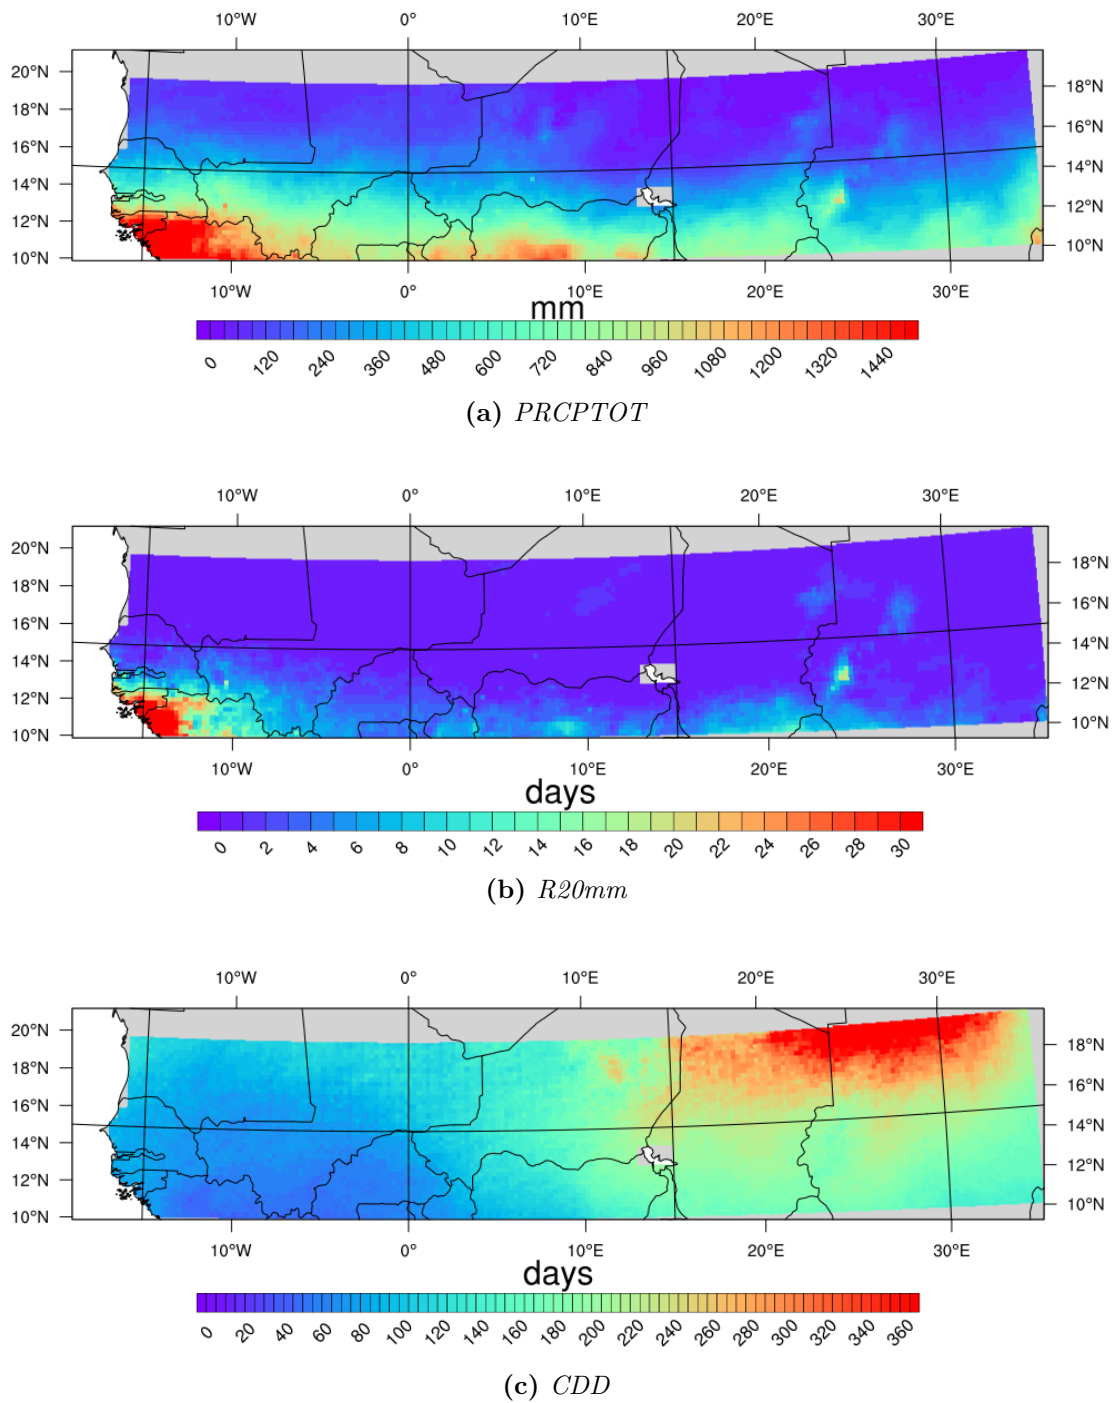 10°W 0° 10°E 20°E 30°E
20°N
18°N 18°N
16°N 16°N
14°N 14°N
12°N 12°N
10°N 10°N
10°W 0° 10°E 20°E 30°E
mm
0 120 240 360 480 600 720 840 960 1080 1200 1320 1440
(a) PRCPTOT
10°W 0° 10°E 20°E 30°E
20°N
18°N 18°N
16°N 16°N
14°N 14°N
12°N 12°N
10°N 10°N
10°W 0° 10°E 20°E 30°E
days
0 2 4 6 8 10 12 14 16 18 20 22 24 26 28 30
(b) R20mm
10°W 0° 10°E 20°E 30°E
20°N
18°N 18°N
16°N 16°N
14°N 14°N
12°N 12°N
10°N 10°N
10°W 0° 10°E 20°E 30°E
days
0 20 40 60 80 100 120 140 160 180 200 220 240 260 280 300 320 340 360
(c) CDD